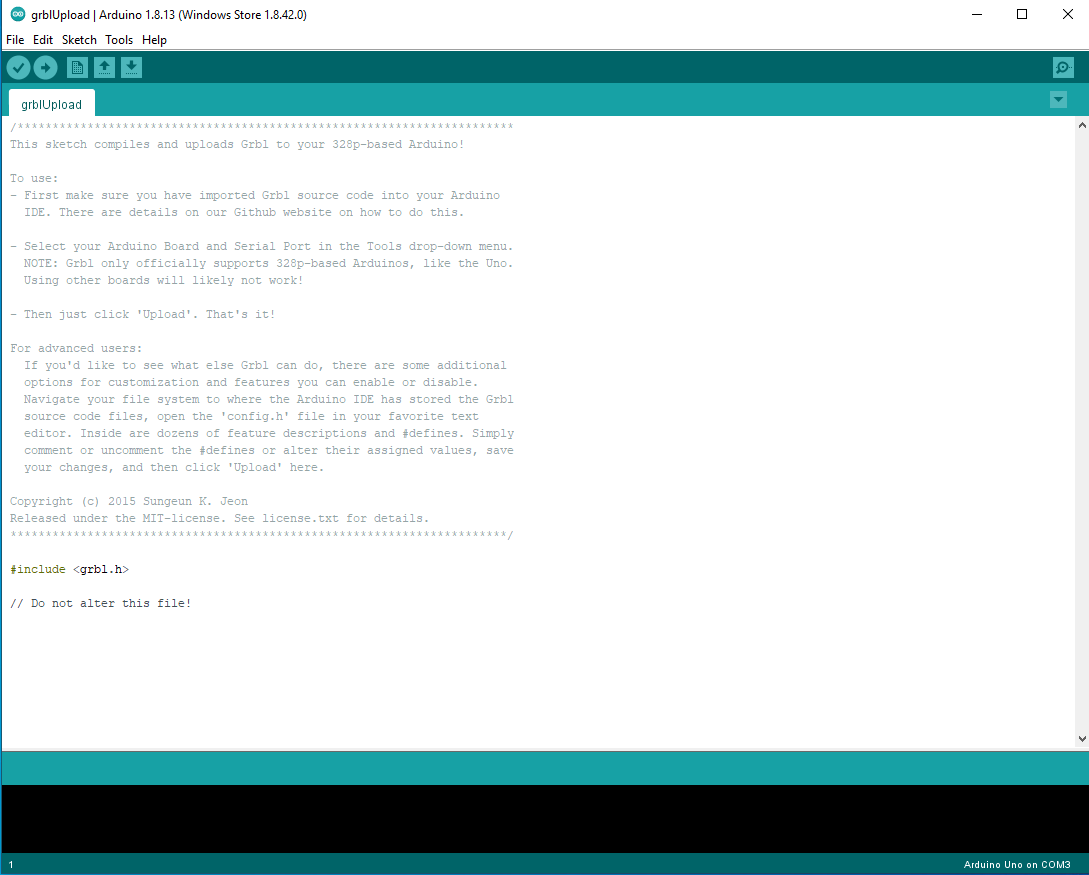 grblUpload | Arduino 1.8.13 (Windows Store 1.8.42.0)
File Edit Sketch Tools Help
grblUpload
/***********************************************************************
This sketch compiles and uploads Grbl to your 328p-based Arduino!
To use:
- First make sure you have imported Grbl source code into your Arduino
IDE. There are details on our Github website on how to do this.
- Select your Arduino Board and Serial Port in the Tools drop-down menu.
NOTE: Grbl only officially supports 328p-based Arduinos, like the Uno.
Using other boards will likely not work!
- Then just click 'Upload'. That's it!
For advanced users:
If you'd like to see what else Grbl can do, there are some additional
options for customization and features you can enable or disable.
Navigate your file system to where the Arduino IDE has stored the Grbl
source code files, open the 'config.h' file in your favorite text
editor. Inside are dozens of feature descriptions and #defines. Simply
comment or uncomment the #defines or alter their assigned values, save
your changes, and then click 'Upload' here.
Copyright (c) 2015 Sungeun K. Jeon
Released under the MIT-license. See license.txt for details.
***********************************************************************/
#include <grbl.h>
// Do not alter this file!
1 Arduino Uno on COM3